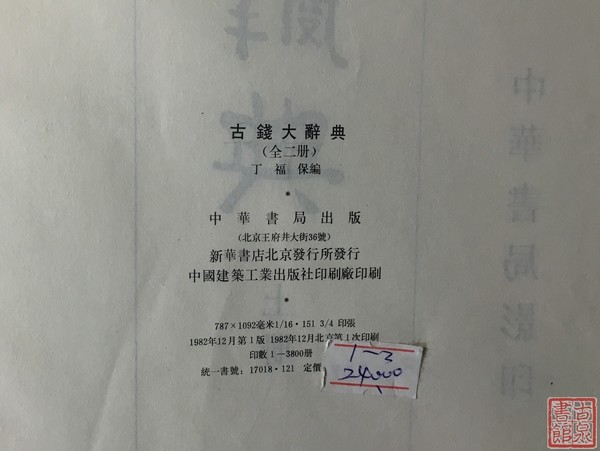 古錢大辭典
（全二册）
丁福保編
中華書局出版
（北京王府井大街36號）
新華書店北京發行所發行
中國建築工業出版社印刷廠印刷
787×1092毫米1/16·151 3/4 印張
1982年12月第1版 1982年12月北京第1次印刷
印數1—3800册
統一書號：17018·121 定價
1—2
24000
中華書局影印
上
古泉書館